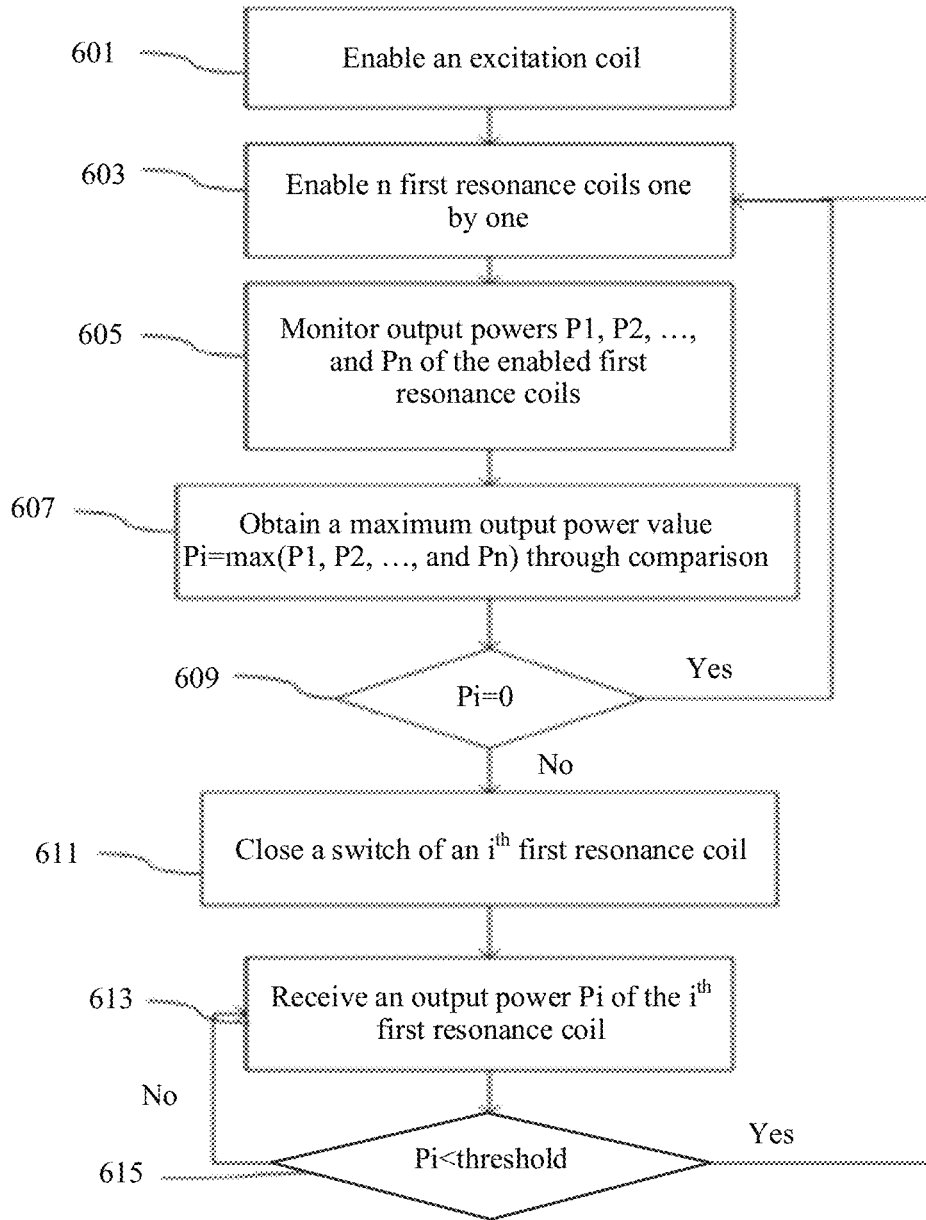 601
Enable an excitation coil
603
Enable n first resonance coils one
by one
605
Monitor output powers P1, P2, …,
and Pn of the enabled first
resonance coils
607
Obtain a maximum output power value
Pi=max(P1, P2, …, and Pn) through comparison
609
Pi=0
Yes
No
611
Close a switch of an ith first resonance coil
613
Receive an output power Pi of the ith
first resonance coil
No
615
Pi<threshold
Yes